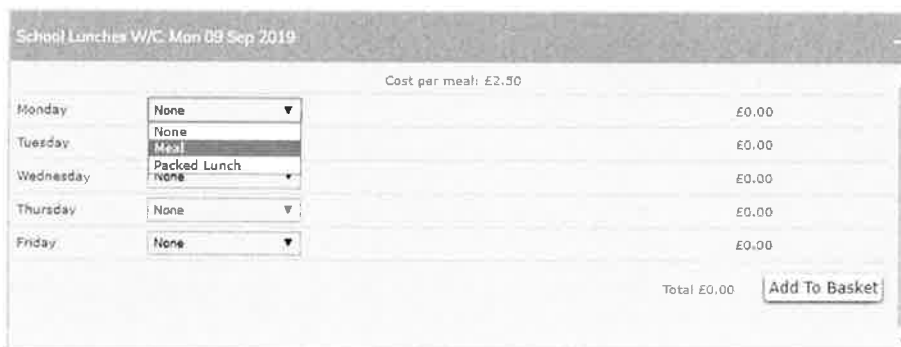 School Lunches W/C: Mon 09 Sep 2019
Cost per meal: £2.50
Monday None £0.00
None
Tuesday Meal £0.00
Packed Lunch
Wednesday None £0.00
Thursday None £0.00
Friday None £0.00
Total £0.00 Add To Basket